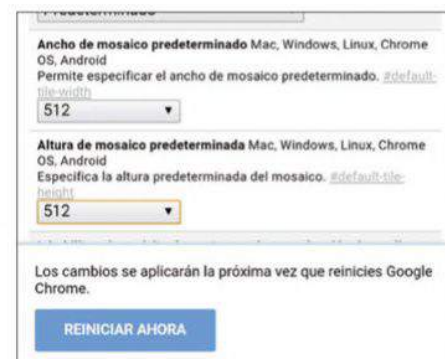 Predeterminado
Ancho de mosaico predeterminado Mac, Windows, Linux, Chrome
OS, Android
Permite especificar el ancho de mosaico predeterminado. #default-
tile-width
512
Altura de mosaico predeterminada Mac, Windows, Linux, Chrome
OS, Android
Especifica la altura predeterminada del mosaico. #default-tile-
height
512
Los cambios se aplicarán la próxima vez que reinicies Google
Chrome.
REINICIAR AHORA